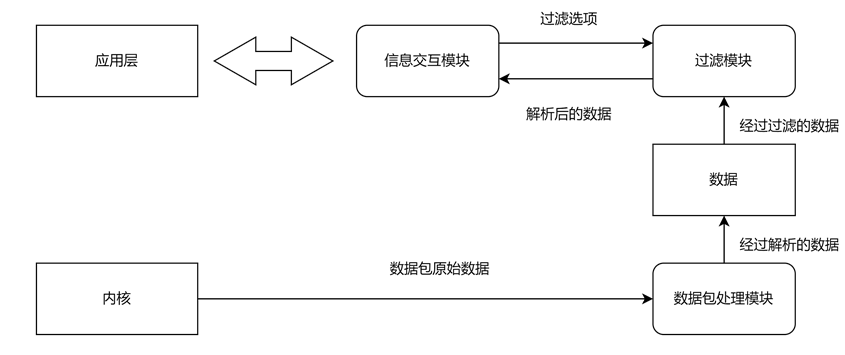 过滤选项
应用层
信息交互模块
过滤模块
解析后的数据
经过过滤的数据
数据
经过解析的数据
数据包原始数据
内核
数据包处理模块